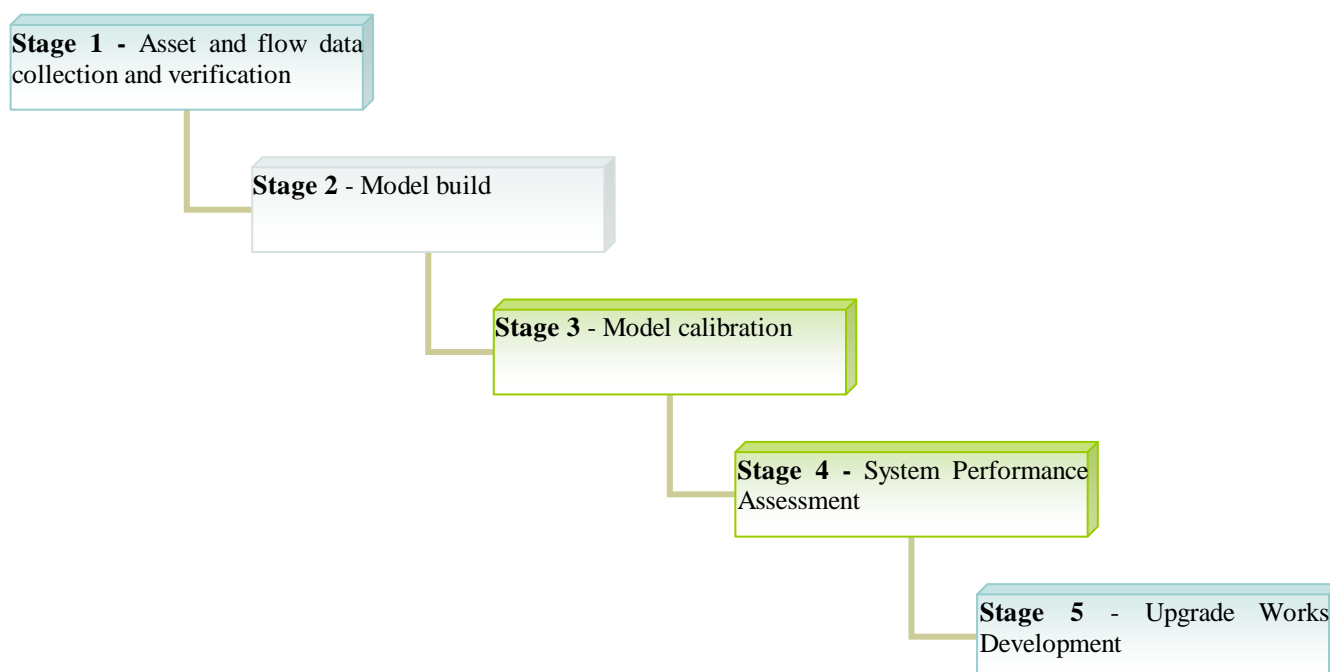 Stage 1 - Asset and flow data
collection and verification
Stage 2 - Model build
Stage 3 - Model calibration
Stage 4 - System Performance
Assessment
Stage 5 - Upgrade Works
Development